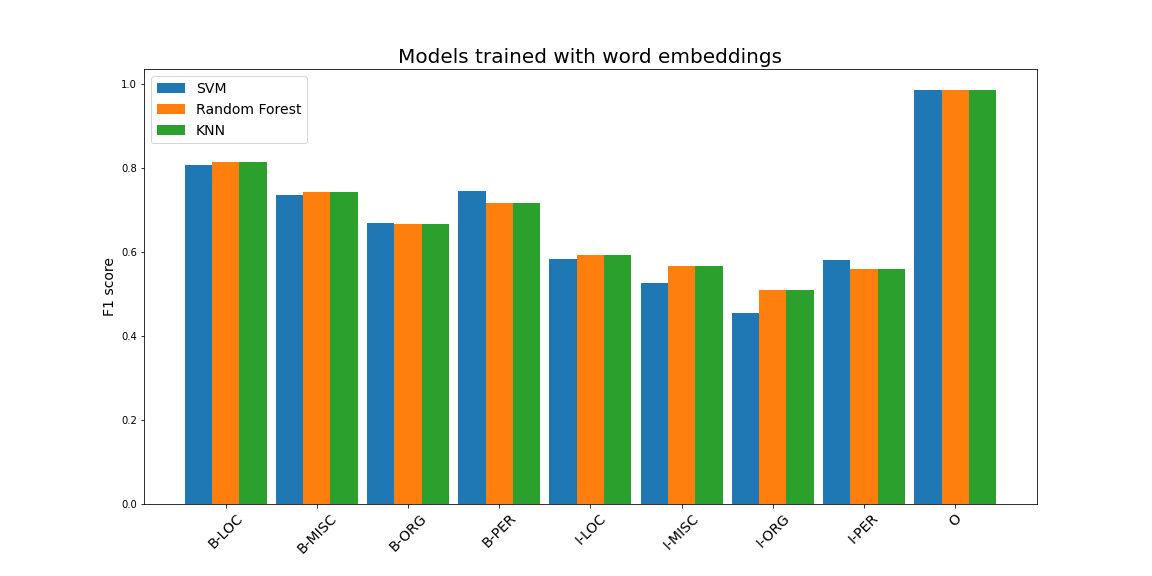 Models trained with word embeddings
SVM
Random Forest
KNN
F1 score
1.0
0.8
0.6
0.4
0.2
0.0
B-LOC
B-MISC
B-ORG
B-PER
I-LOC
I-MISC
I-ORG
I-PER
O